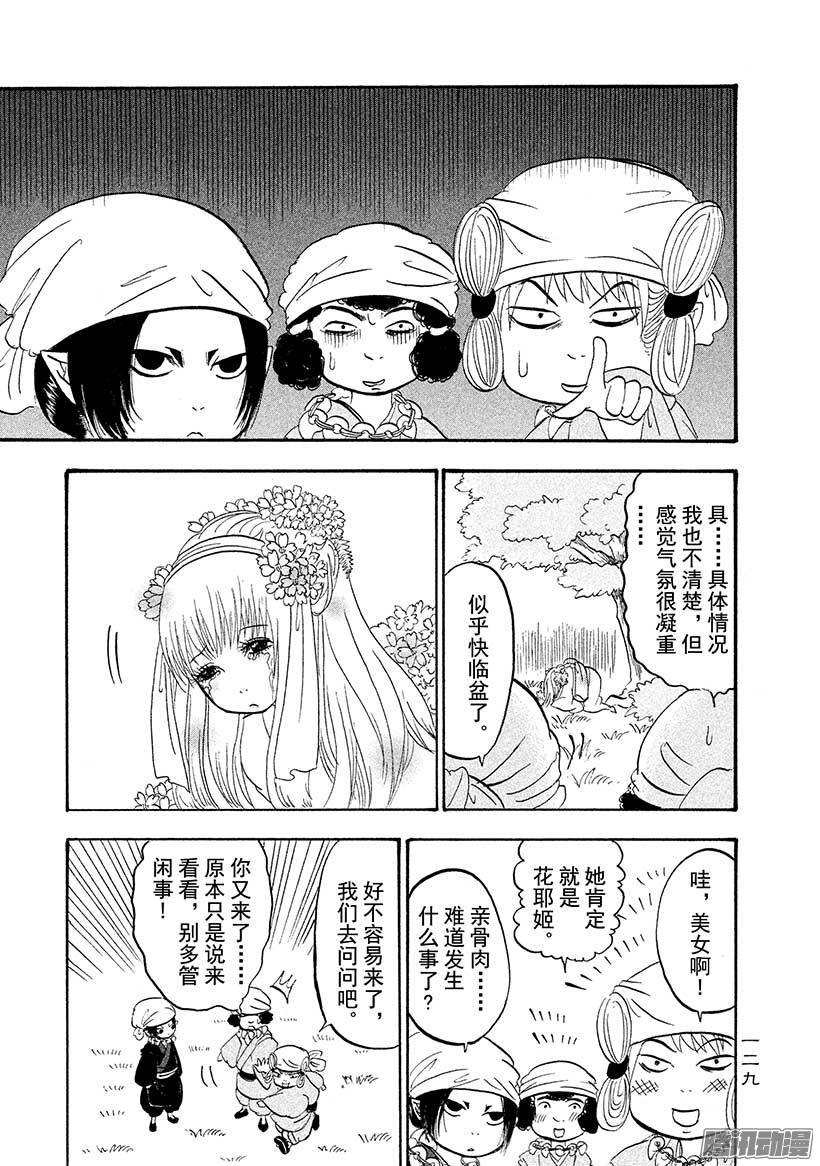 具……具体情况
我也不清楚，但
感觉气氛很凝重
……
似乎快临盆了。
哇，美女啊！
她肯定
就是
花耶姬。
亲骨肉……
难道发生
什么事了？
好不容易来了，
我们去问问吧。
你又来了……
原本只是说来
看看，别多管
闲事！
一二九
腾讯动漫